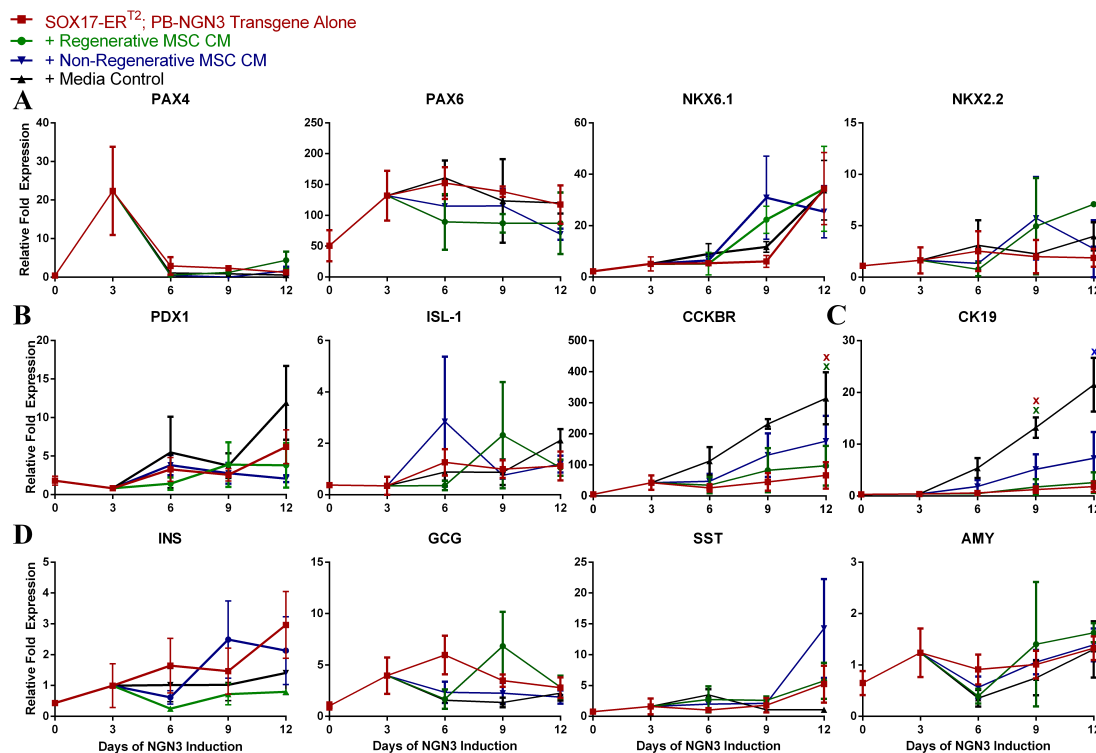 SOX17-ER^T2; PB-NGN3 Transgene Alone
+ Regenerative MSC CM
+ Non-Regenerative MSC CM
+ Media Control
A PAX4 PAX6 NKX6.1 NKX2.2
Relative Fold Expression
40 30 20 10 0
0 3 6 9 12
250 200 150 100 50 0
0 3 6 9 12
60 40 20 0
0 3 6 9 12
15 10 5 0
0 3 6 9 12
B PDX1 ISL-1 CCKBR C CK19
Relative Fold Expression
20 15 10 5 0
0 3 6 9 12
6 4 2 0
0 3 6 9 12
500 400 300 200 100 0
0 3 6 9 12
x
x
30 20 10 0
0 3 6 9 12
x
x
x
D INS GCG SST AMY
Relative Fold Expression
5 4 3 2 1 0
0 3 6 9 12
Days of NGN3 Induction
15 10 5 0
0 3 6 9 12
Days of NGN3 Induction
25 20 15 10 5 0
0 3 6 9 12
Days of NGN3 Induction
3 2 1 0
0 3 6 9 12
Days of NGN3 Induction